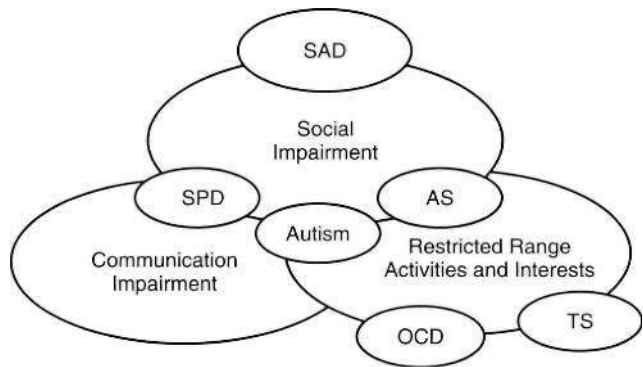 SAD
Social
Impairment
SPD
AS
Autism
Communication
Impairment
Restricted Range
Activities and Interests
OCD
TS